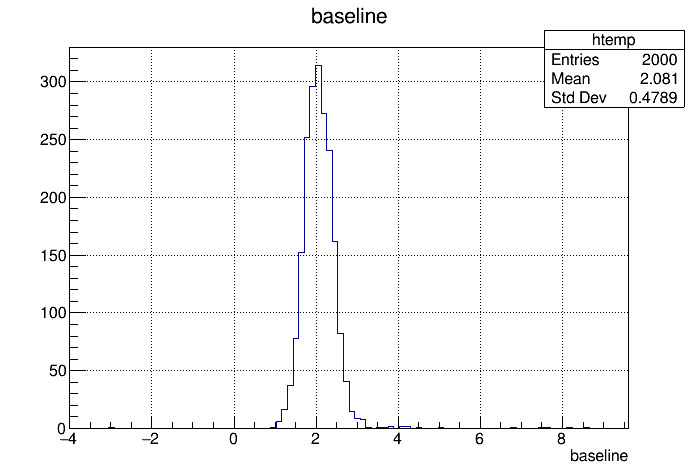 baseline
htemp
Entries 2000
Mean 2.081
Std Dev 0.4789
300
250
200
150
100
50
0
−4 −2 0 2 4 6 8
baseline